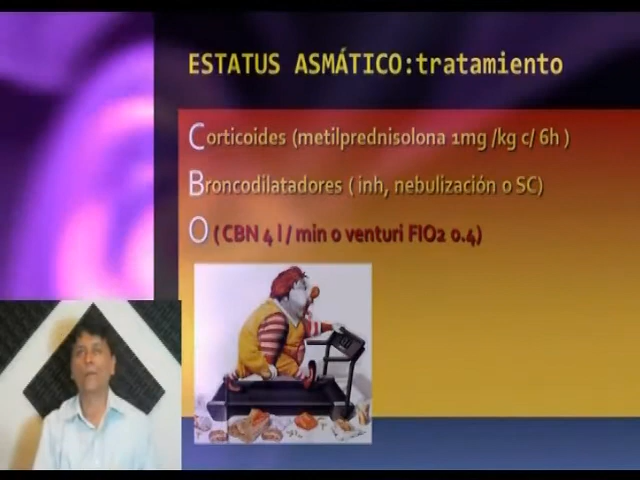 ESTATUS ASMÁTICO:tratamiento
Corticoides (metilprednisolona 1mg /kg c/ 6h )
Broncodilatadores ( inh, nebulización o SC)
O ( CBN 4 l / min o venturi FIO2 0.4)